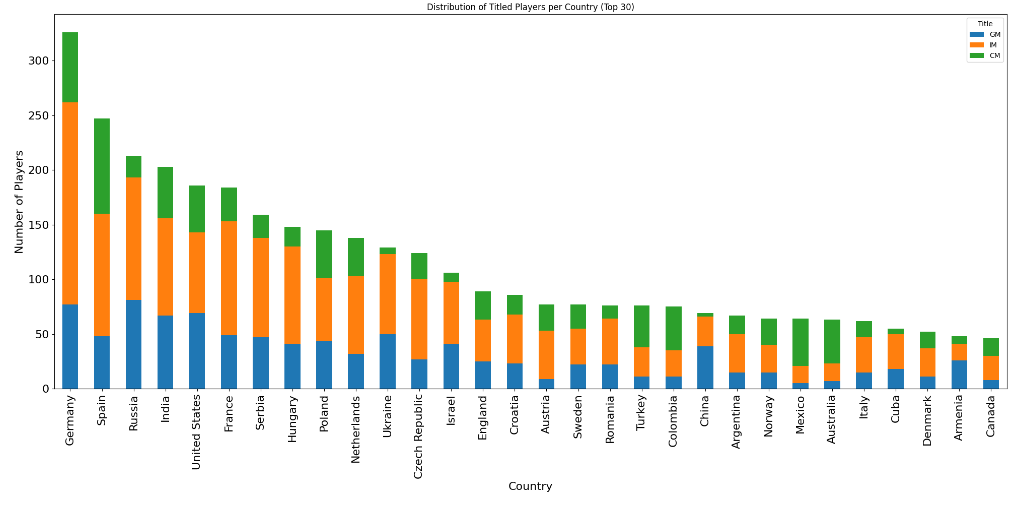 Distribution of Titled Players per Country (Top 30)
Title
GM
IM
CM
Number of Players
300
250
200
150
100
50
0
Germany
Spain
Russia
India
United States
France
Serbia
Hungary
Poland
Netherlands
Ukraine
Czech Republic
Israel
England
Croatia
Austria
Sweden
Romania
Turkey
Colombia
China
Argentina
Norway
Mexico
Australia
Italy
Cuba
Denmark
Armenia
Canada
Country